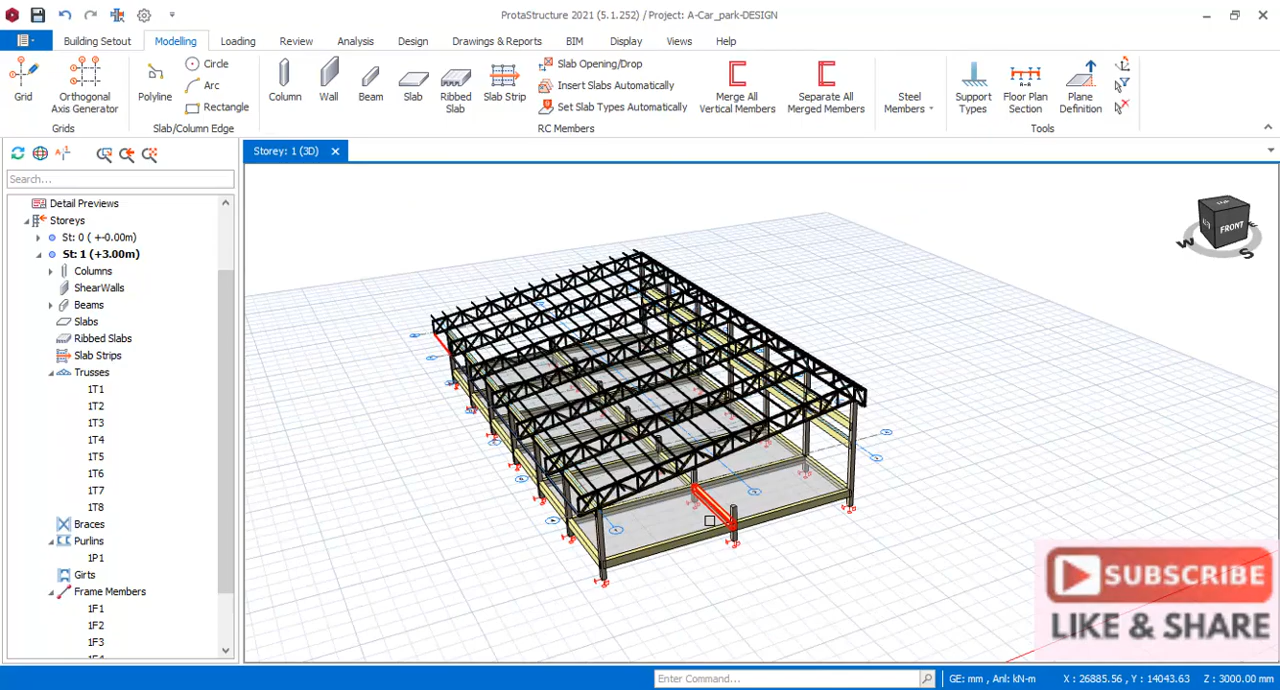 ProtaStructure 2021 (5.1.252) / Project: A-Car_park-DESIGN
Building Setout Modelling Loading Review Analysis Design Drawings & Reports BIM Display Views Help
Grid
Orthogonal
Axis Generator
Grids
Polyline
Circle
Arc
Rectangle
Slab/Column Edge
Column
Wall
Beam
Slab
Ribbed
Slab
Slab Strip
Slab Opening/Drop
Insert Slabs Automatically
Set Slab Types Automatically
RC Members
Merge All
Vertical Members
Separate All
Merged Members
Steel
Members
Support
Types
Floor Plan
Section
Plane
Definition
Tools
Storey: 1 (3D)
Search...
Detail Previews
Storeys
St: 0 ( +-0.00m)
St: 1 (+3.00m)
Columns
ShearWalls
Beams
Slabs
Ribbed Slabs
Slab Strips
Trusses
1T1
1T2
1T3
1T4
1T5
1T6
1T7
1T8
Braces
Purlins
1P1
Girts
Frame Members
1F1
1F2
1F3
FRONT
W
S
SUBSCRIBE
LIKE & SHARE
Enter Command...
GE: mm, Anl: kN-m
X : 26885.56 , Y : 14043.63
Z : 3000.00 mm